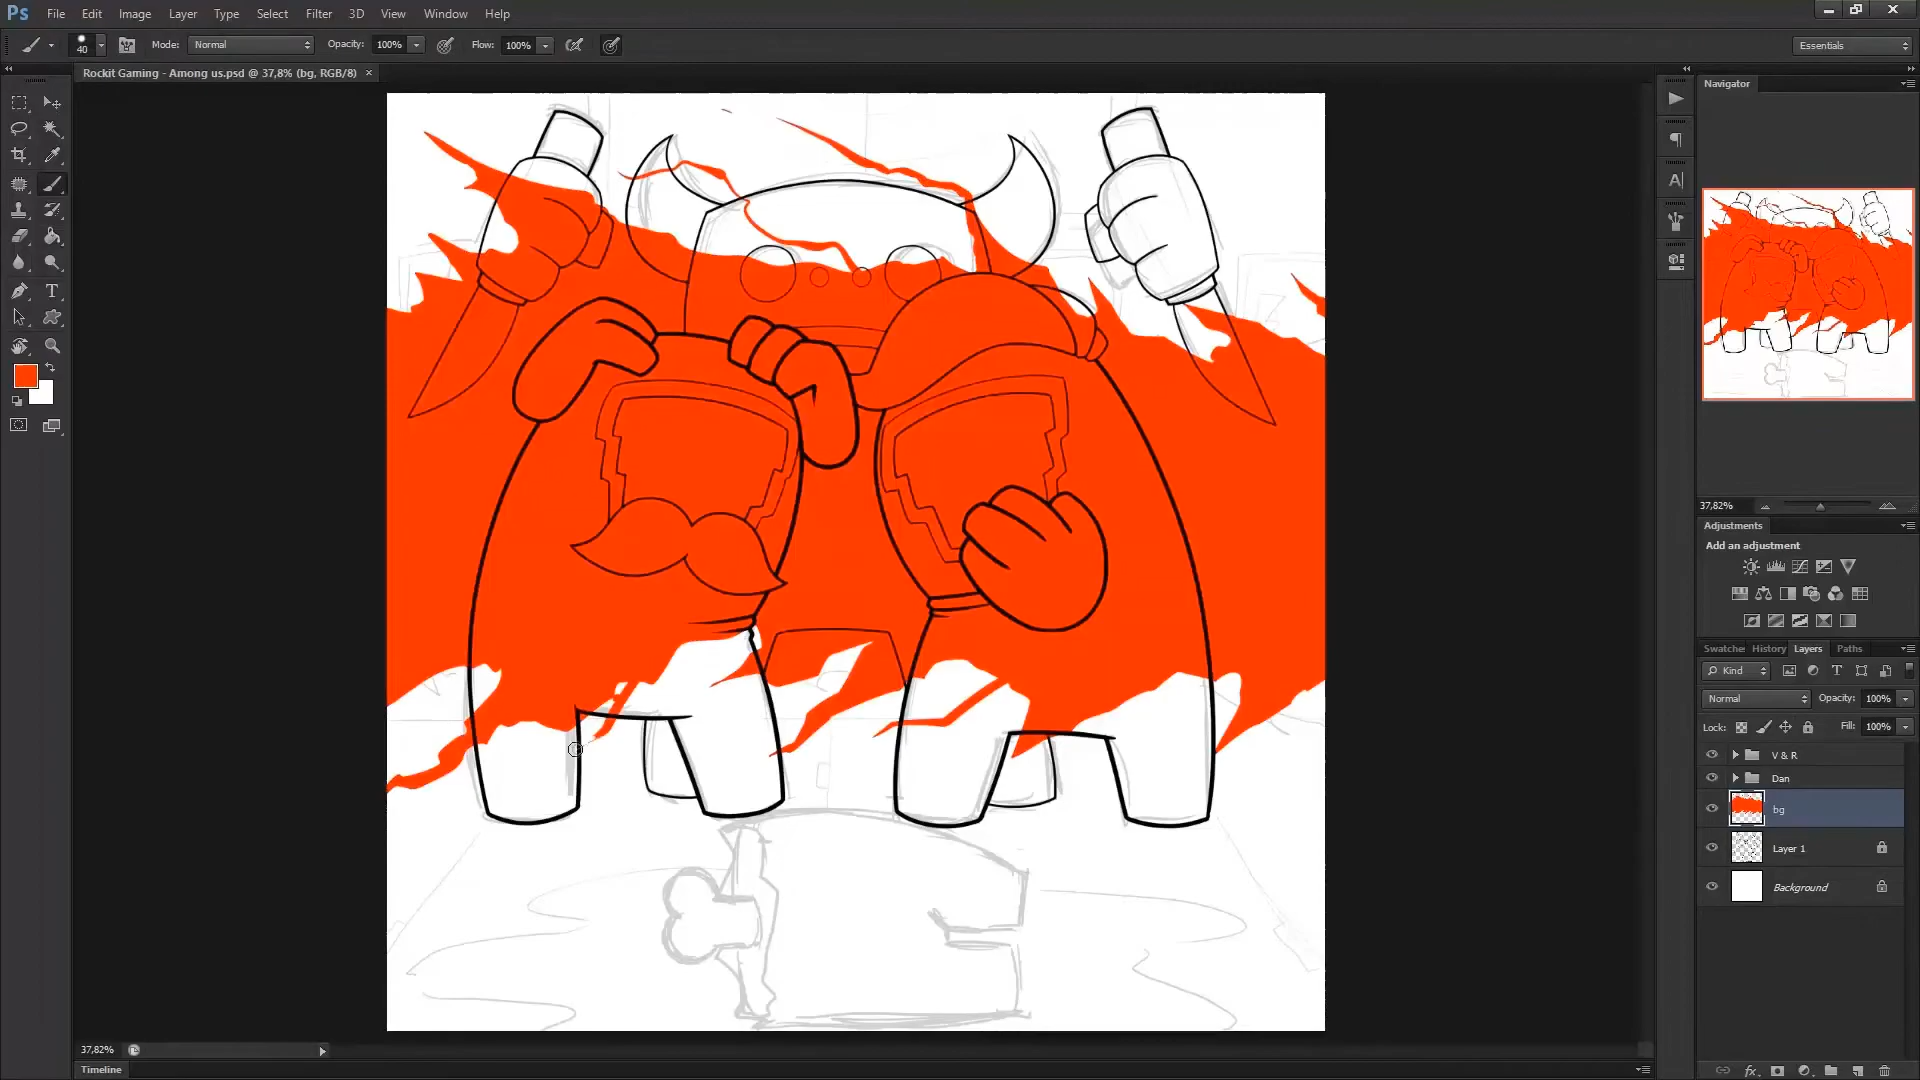 Ps File Edit Image Layer Type Select Filter 3D View Window Help
40 Mode: Normal Opacity: 100% Flow: 100% Essentials
Rockit Gaming - Among us.psd @ 37,8% (bg, RGB/8) ×
Navigator
37,82%
Adjustments
Add an adjustment
Swatche History Layers Paths
Kind
Normal Opacity: 100%
Lock: Fill: 100%
V & R
Dan
bg
Layer 1
Background
37,82%
Timeline